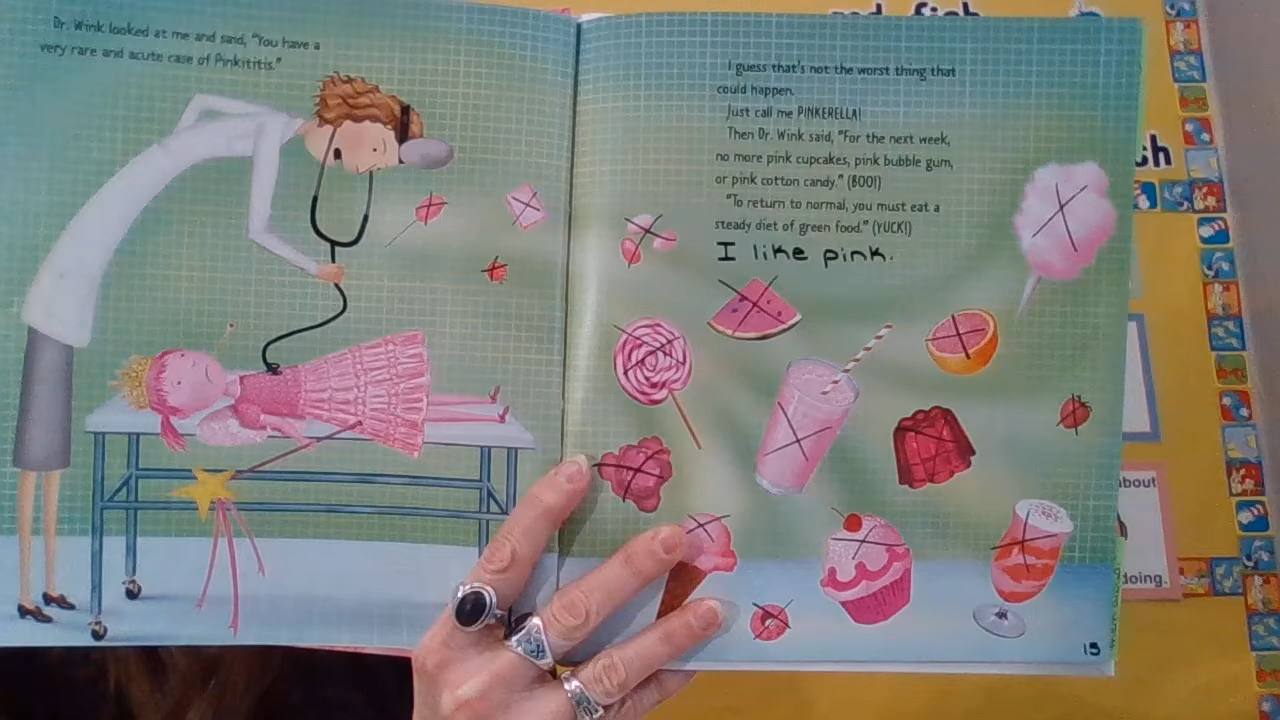 Dr. Wink looked at me and said, "You have a
very rare and acute case of Pinkititis."
I guess that's not the worst thing that
could happen.
Just call me PINKERELLA!
Then Dr. Wink said, "For the next week,
no more pink cupcakes, pink bubble gum,
or pink cotton candy." (BOO!)
"To return to normal, you must eat a
steady diet of green food." (YUCK!)
I like pink.
15
about
doing.